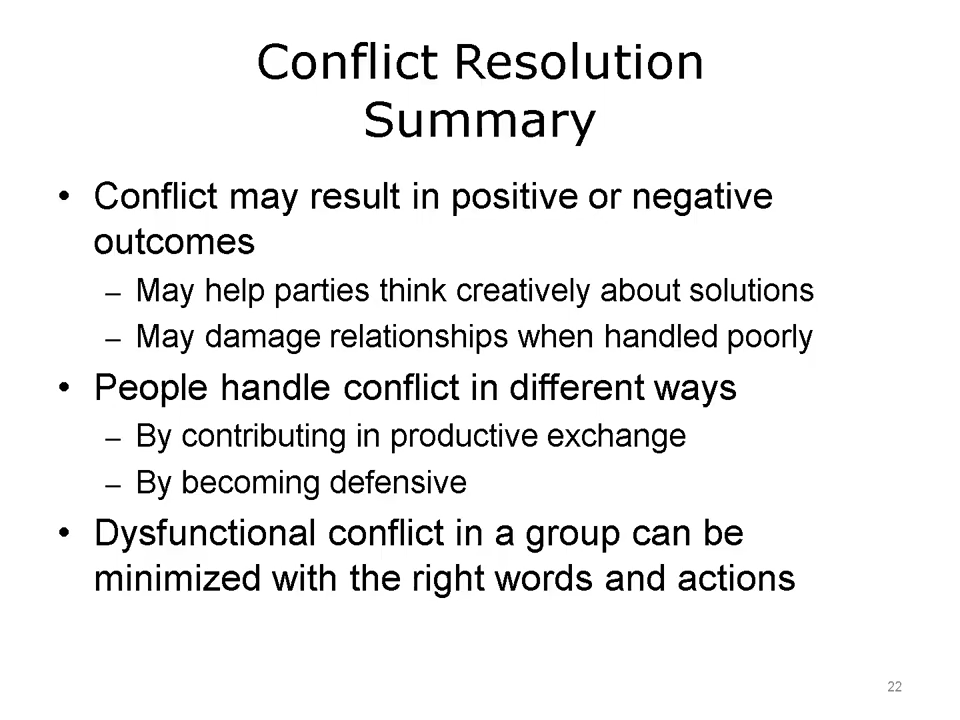 Conflict Resolution
Summary
• Conflict may result in positive or negative
outcomes
– May help parties think creatively about solutions
– May damage relationships when handled poorly
• People handle conflict in different ways
– By contributing in productive exchange
– By becoming defensive
• Dysfunctional conflict in a group can be
minimized with the right words and actions
22